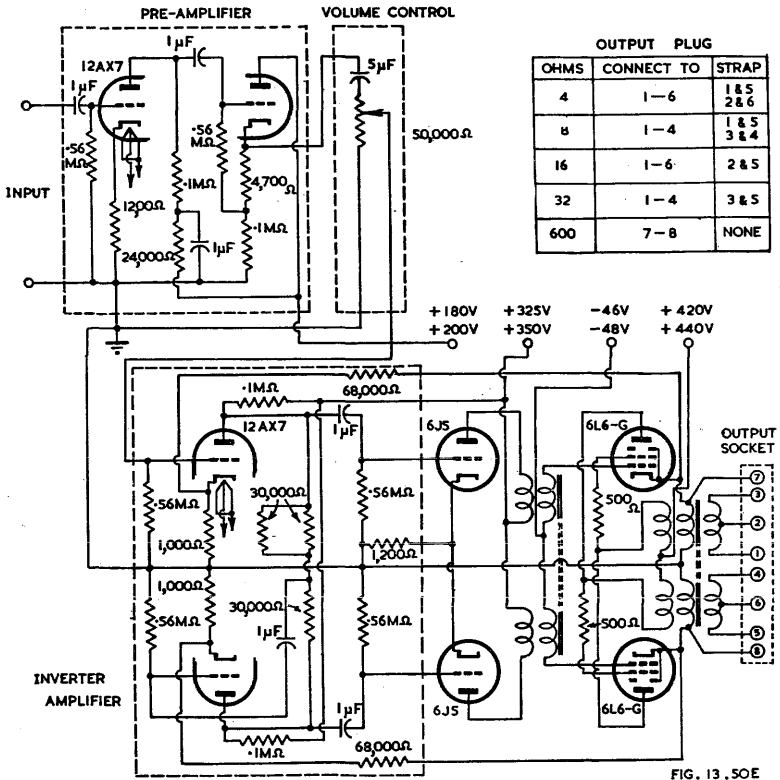 PRE-AMPLIFIER
VOLUME CONTROL
1μF
5μF
12AX7
1μF
.56
MΩ
.56
MΩ
50,000Ω
INPUT
.1MΩ
4,700
Ω
1200Ω
.1MΩ
24,000Ω
1μF
OUTPUT PLUG
OHMS CONNECT TO STRAP
4 1–6 1&5
2&6
8 1–4 1&5
3&4
16 1–6 2&5
32 1–4 3&5
600 7–8 NONE
+180V +325V –46V +420V
+200V +350V –48V +440V
68,000Ω
.1MΩ
12AX7
1μF
6J5
6L6-G
OUTPUT
SOCKET
7
3
2
1
4
6
5
8
.56MΩ
30,000Ω
.56MΩ
500
Ω
1,000Ω
1,200Ω
1,000Ω
.56MΩ
30,000Ω
1μF
.56MΩ
500Ω
INVERTER
AMPLIFIER
1μF
6J5
6L6-G
.1MΩ
68,000Ω
FIG. 13.50E